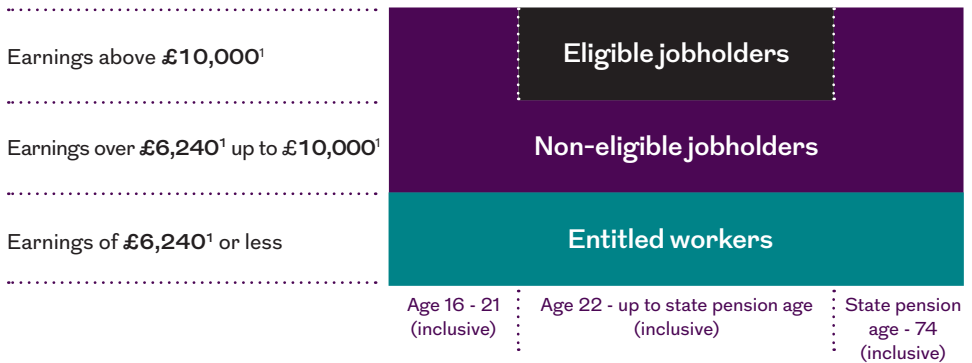 Earnings above £10,000¹
Eligible jobholders
Earnings over £6,240¹ up to £10,000¹
Non-eligible jobholders
Earnings of £6,240¹ or less
Entitled workers
Age 16 - 21
(inclusive)
Age 22 - up to state pension age
(inclusive)
State pension
age - 74
(inclusive)